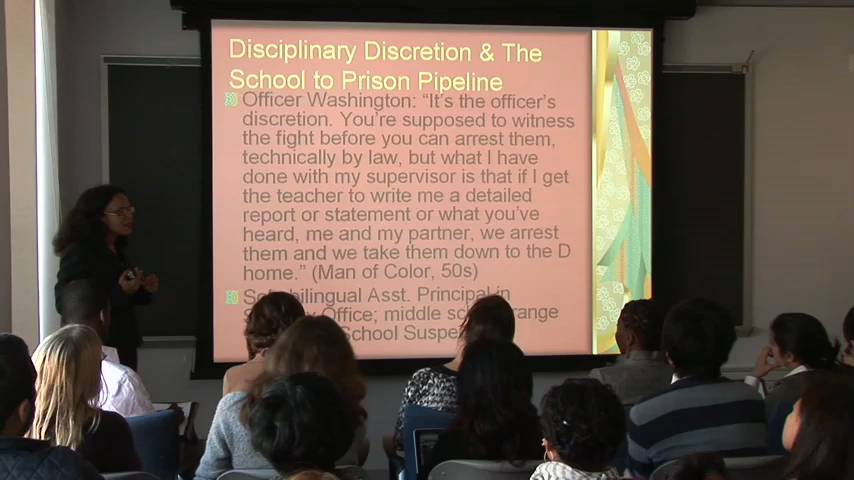 Disciplinary Discretion & The
School to Prison Pipeline
Officer Washington: “It’s the officer’s
discretion. You’re supposed to witness
the fight before you can arrest them,
technically by law, but what I have
done with my supervisor is that if I get
the teacher to write me a detailed
report or statement or what you’ve
heard, me and my partner, we arrest
them and we take them down to the D
home.” (Man of Color, 50s)
bilingual Asst. Principal in
Office; middle range
School